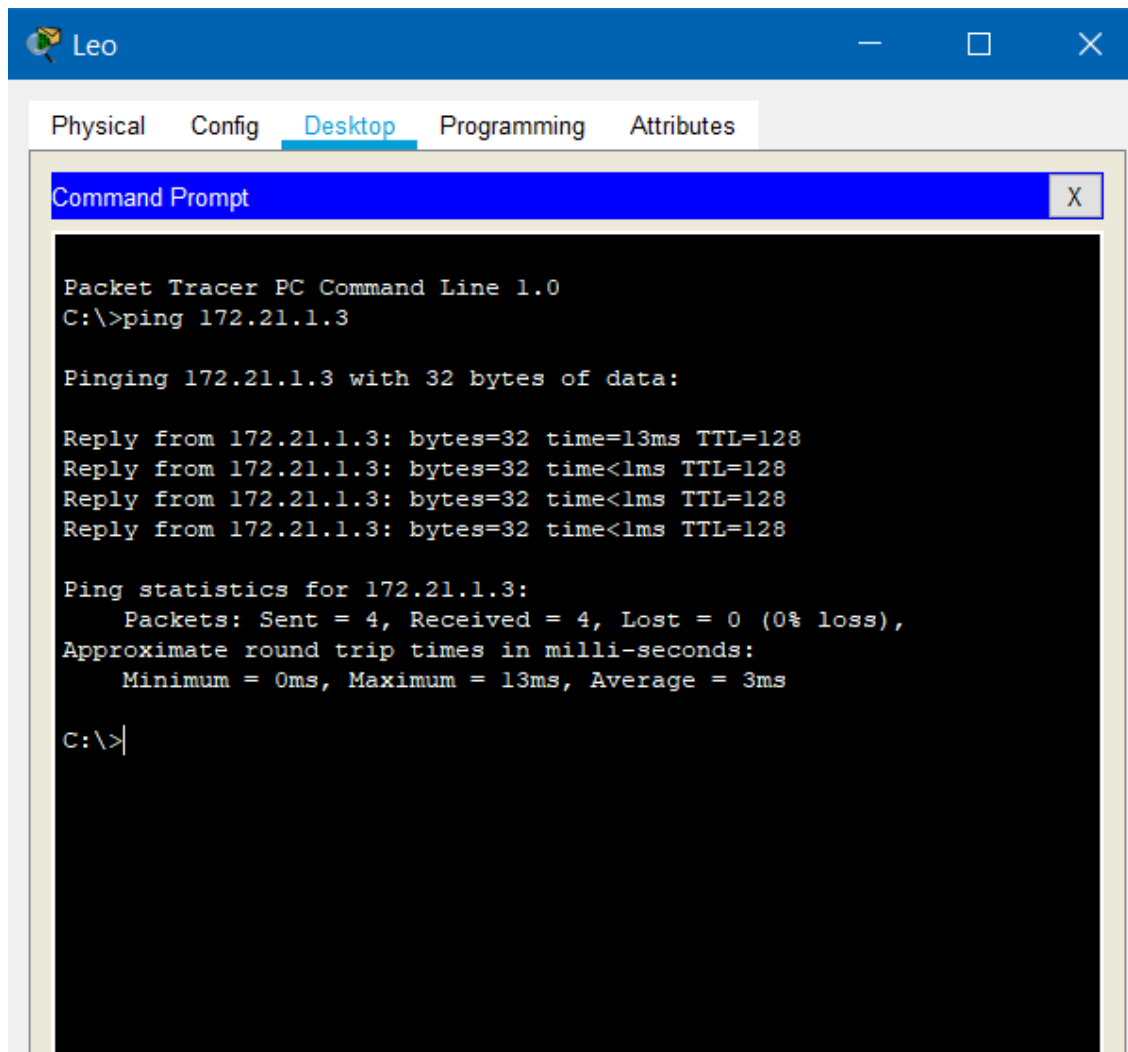 Leo
Physical Config Desktop Programming Attributes
Command Prompt
X
Packet Tracer PC Command Line 1.0
C:\>ping 172.21.1.3
Pinging 172.21.1.3 with 32 bytes of data:
Reply from 172.21.1.3: bytes=32 time=13ms TTL=128
Reply from 172.21.1.3: bytes=32 time<1ms TTL=128
Reply from 172.21.1.3: bytes=32 time<1ms TTL=128
Reply from 172.21.1.3: bytes=32 time<1ms TTL=128
Ping statistics for 172.21.1.3:
Packets: Sent = 4, Received = 4, Lost = 0 (0% loss),
Approximate round trip times in milli-seconds:
Minimum = 0ms, Maximum = 13ms, Average = 3ms
C:\>